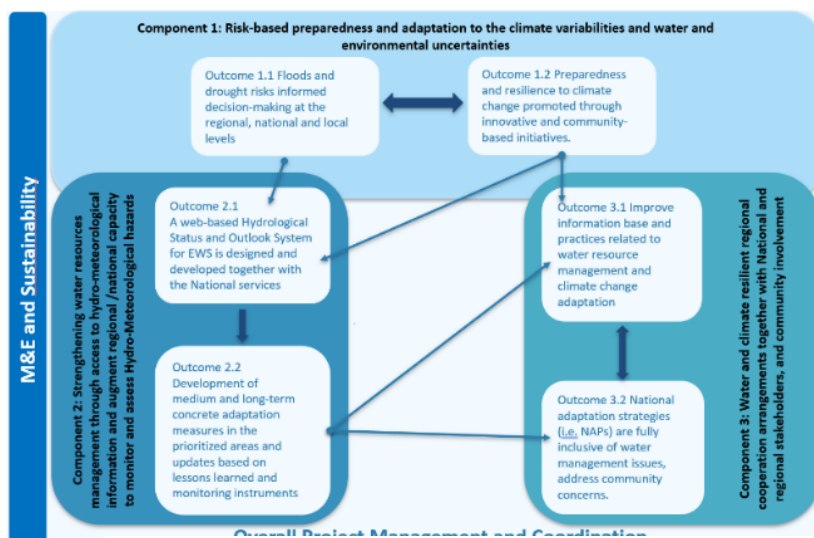 Component 1: Risk-based preparedness and adaptation to the climate variabilities and water and
environmental uncertainties
Outcome 1.1 Floods and
drought risks informed
decision-making at the
regional, national and local
levels
Outcome 1.2 Preparedness
and resilience to climate
change promoted through
innovative and community-
based initiatives.
M&E and Sustainability
Component 2: Strengthening water resources
management through access to hydro-meteorological
information and augment regional /national capacity
to monitor and assess Hydro-Meteorological hazards
Outcome 2.1
A web-based Hydrological
Status and Outlook System
for EWS is designed and
developed together with
the National services
Outcome 2.2
Development of
medium and long-term
concrete adaptation
measures in the
prioritized areas and
updates based on
lessons learned and
monitoring instruments
Outcome 3.1 Improve
information base and
practices related to
water resource
management and
climate change
adaptation
Outcome 3.2 National
adaptation strategies
(i.e. NAPs) are fully
inclusive of water
management issues,
address community
concerns.
Component 3: Water and climate resilient regional
cooperation arrangements together with National and
regional stakeholders, and community involvement
Overall Project Management and Coordination